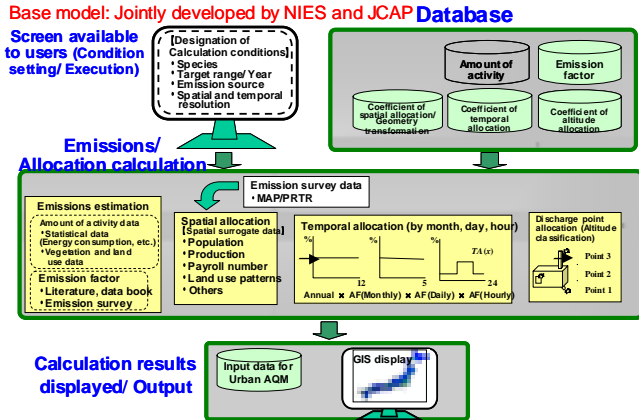 Base model: Jointly developed by NIES and JCAP
Database
Screen available
to users (Condition
setting/ Execution)
【Designation of
Calculation conditions】
•Species
•Target range/ Year
•Emission source
•Spatial and temporal
resolution
Amount of
activity
Emission
factor
Coefficient of
spatial allocation/
Geometry
transformation
Coefficient of
temporal
allocation
Coefficient of
altitude
allocation
Emissions/
Allocation calculation
Emission survey data
•MAP/PRTR
Emissions estimation
Amount of activity data
•Statistical data
(Energy consumption, etc.)
•Vegetation and land
use data
Emission factor
•Literature, data book
•Emission survey
Spatial allocation
【Spatial surrogate data】
•Population
•Production
•Payroll number
•Land use patterns
•Others
Temporal allocation (by month, day, hour)
%
%
%
TA(x)
12
5
24
Annual × AF(Monthly) × AF(Daily) × AF(Hourly)
Discharge point
allocation (Altitude
classification)
Point 3
Point 2
Point 1
Calculation results
displayed/ Output
Input data for
Urban AQM
GIS display